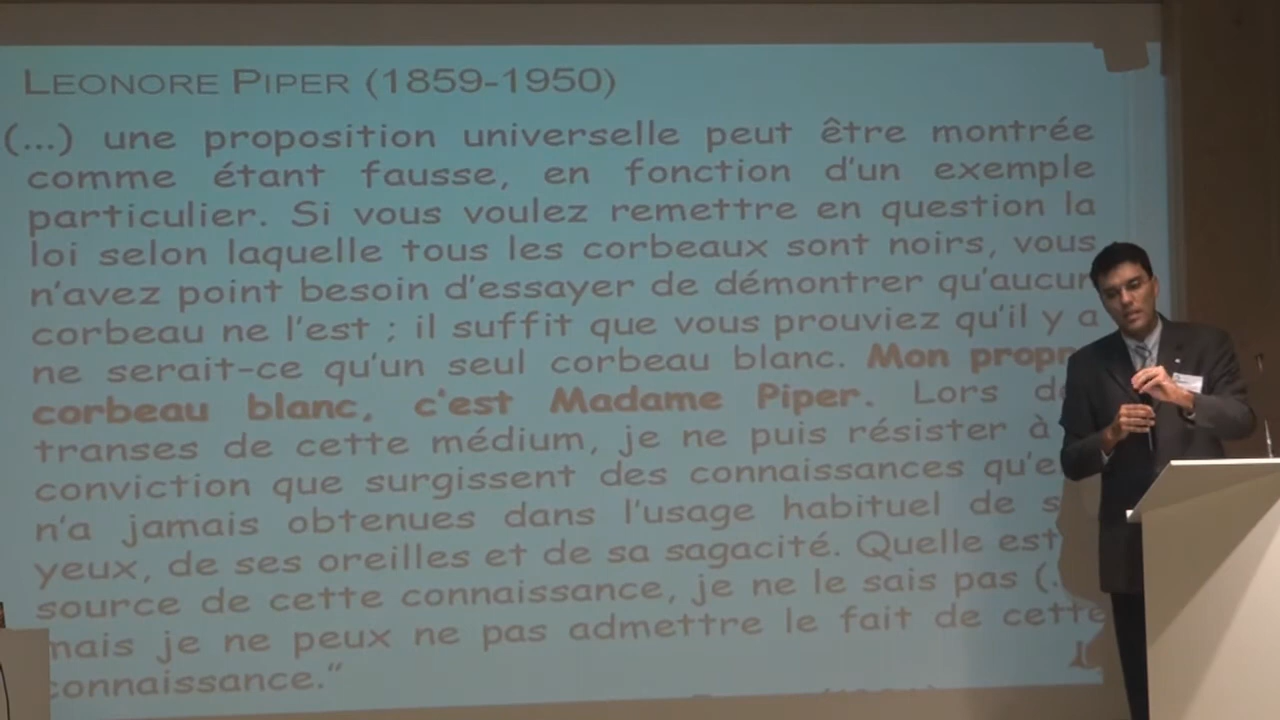 LEONORE PIPER (1859-1950)
(...) une proposition universelle peut être montrée
comme étant fausse, en fonction d'un exemple
particulier. Si vous voulez remettre en question la
loi selon laquelle tous les corbeaux sont noirs, vous
n'avez point besoin d'essayer de démontrer qu'aucun
corbeau ne l'est ; il suffit que vous prouviez qu'il y a
ne serait-ce qu'un seul corbeau blanc. Mon propr
corbeau blanc, c'est Madame Piper. Lors de
transes de cette médium, je ne puis résister à
conviction que surgissent des connaissances qu'e
n'a jamais obtenues dans l'usage habituel de s
yeux, de ses oreilles et de sa sagacité. Quelle est
source de cette connaissance, je ne le sais pas (.
mais je ne peux ne pas admettre le fait de cette
connaissance."